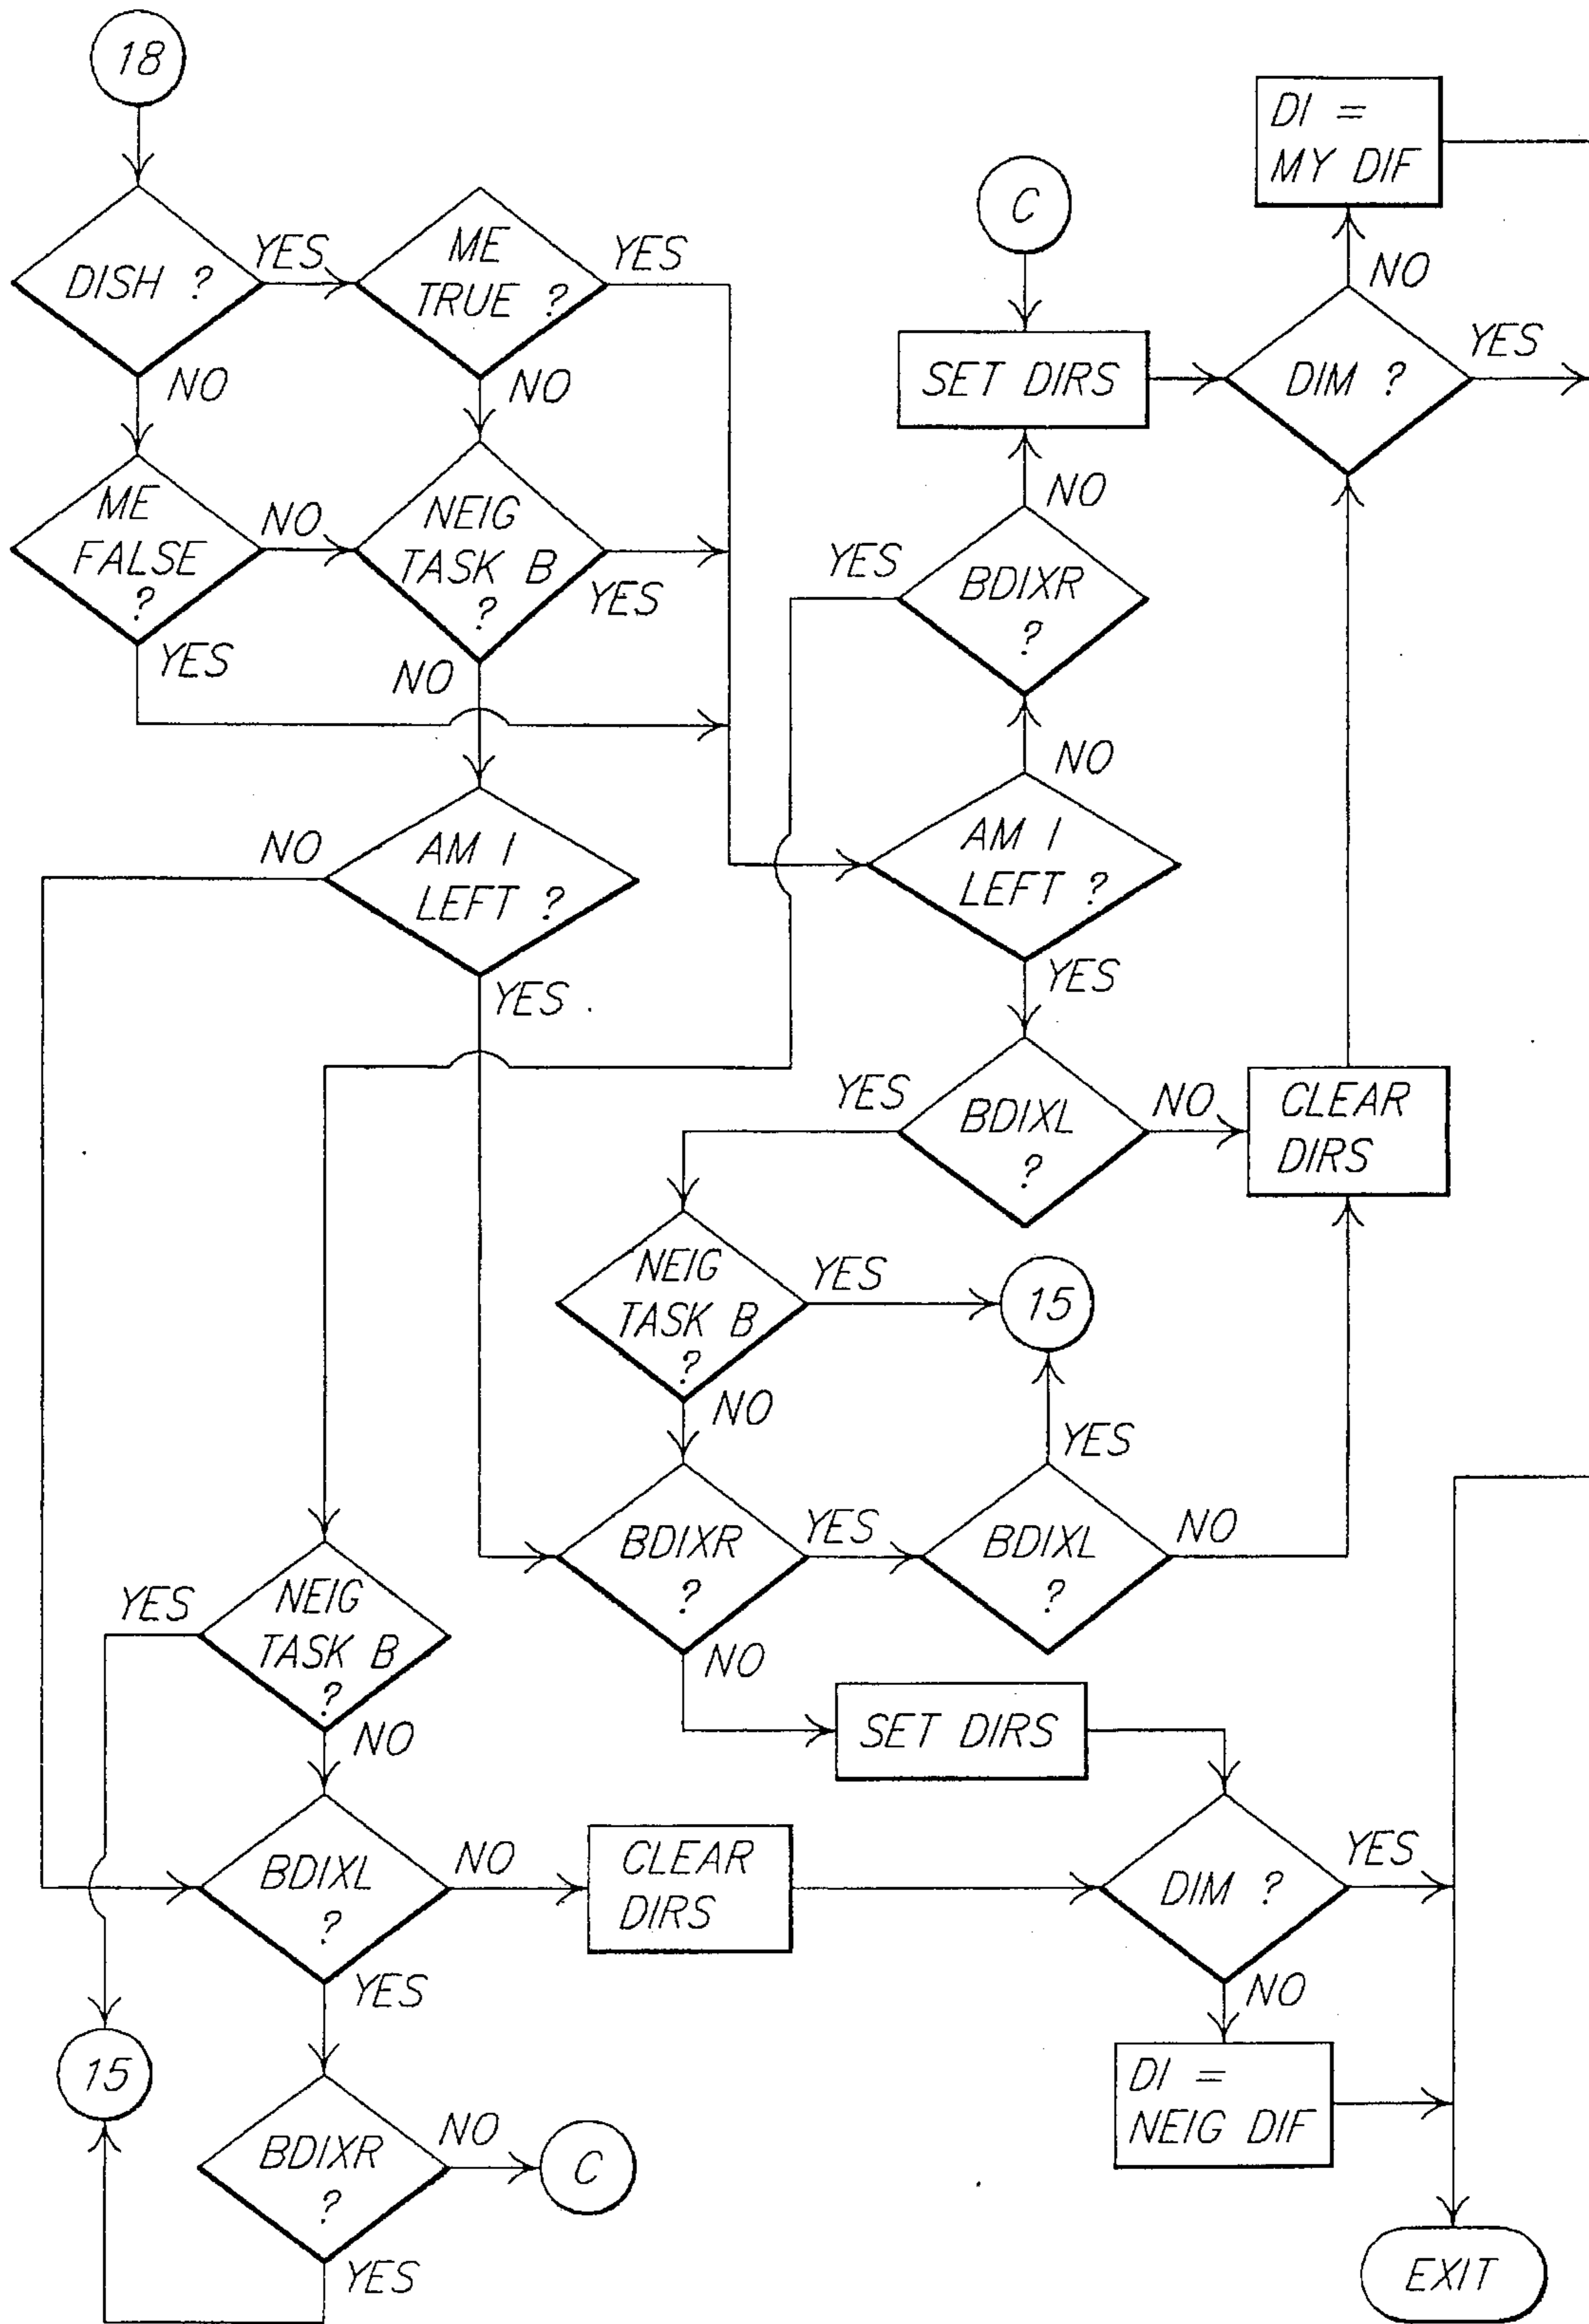 18
DI =
MY DIF
C
DISH ?
YES
ME
TRUE ?
YES
NO
NO
NO
SET DIRS
DIM ?
YES
ME
FALSE
?
NO
NEIG
TASK B
?
YES
YES
NO
NO
YES
BDIXR
?
NO
AM I
LEFT ?
NO
YES
AM I
LEFT ?
YES
YES
BDIXL
?
NO
CLEAR
DIRS
NEIG
TASK B
?
YES
15
NO
YES
BDIXR
?
YES
BDIXL
?
NO
YES
NEIG
TASK B
?
NO
NO
SET DIRS
BDIXL
?
NO
CLEAR
DIRS
DIM ?
YES
YES
NO
15
DI =
NEIG DIF
BDIXR
?
NO
C
YES
EXIT